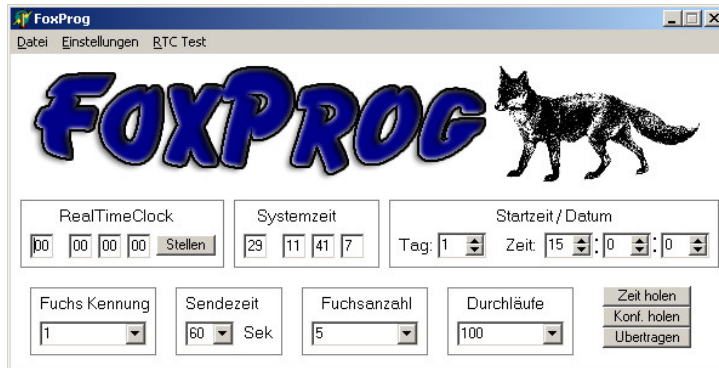 FoxProg
Datei Einstellungen RTC Test
FOXPROG
RealTimeClock
00 00 00 00 Stellen
Systemzeit
29 11 41 7
Startzeit / Datum
Tag: 1 Zeit: 15 : 0 : 0
Fuchs Kennung
1
Sendezeit
60 Sek
Fuchsanzahl
5
Durchläufe
100
Zeit holen
Konf. holen
Ubertragen